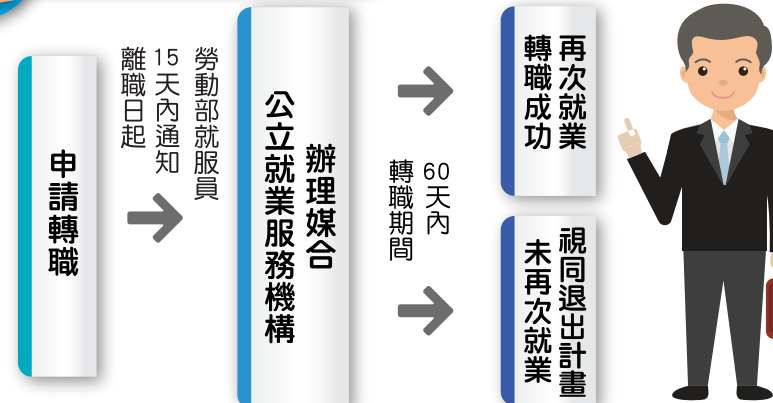 申請轉職
離職日起
15天內通知
勞動部就服員
公立就業服務機構
辦理媒合
轉職期間
60天內
轉職成功
再次就業
未再次就業
視同退出計畫